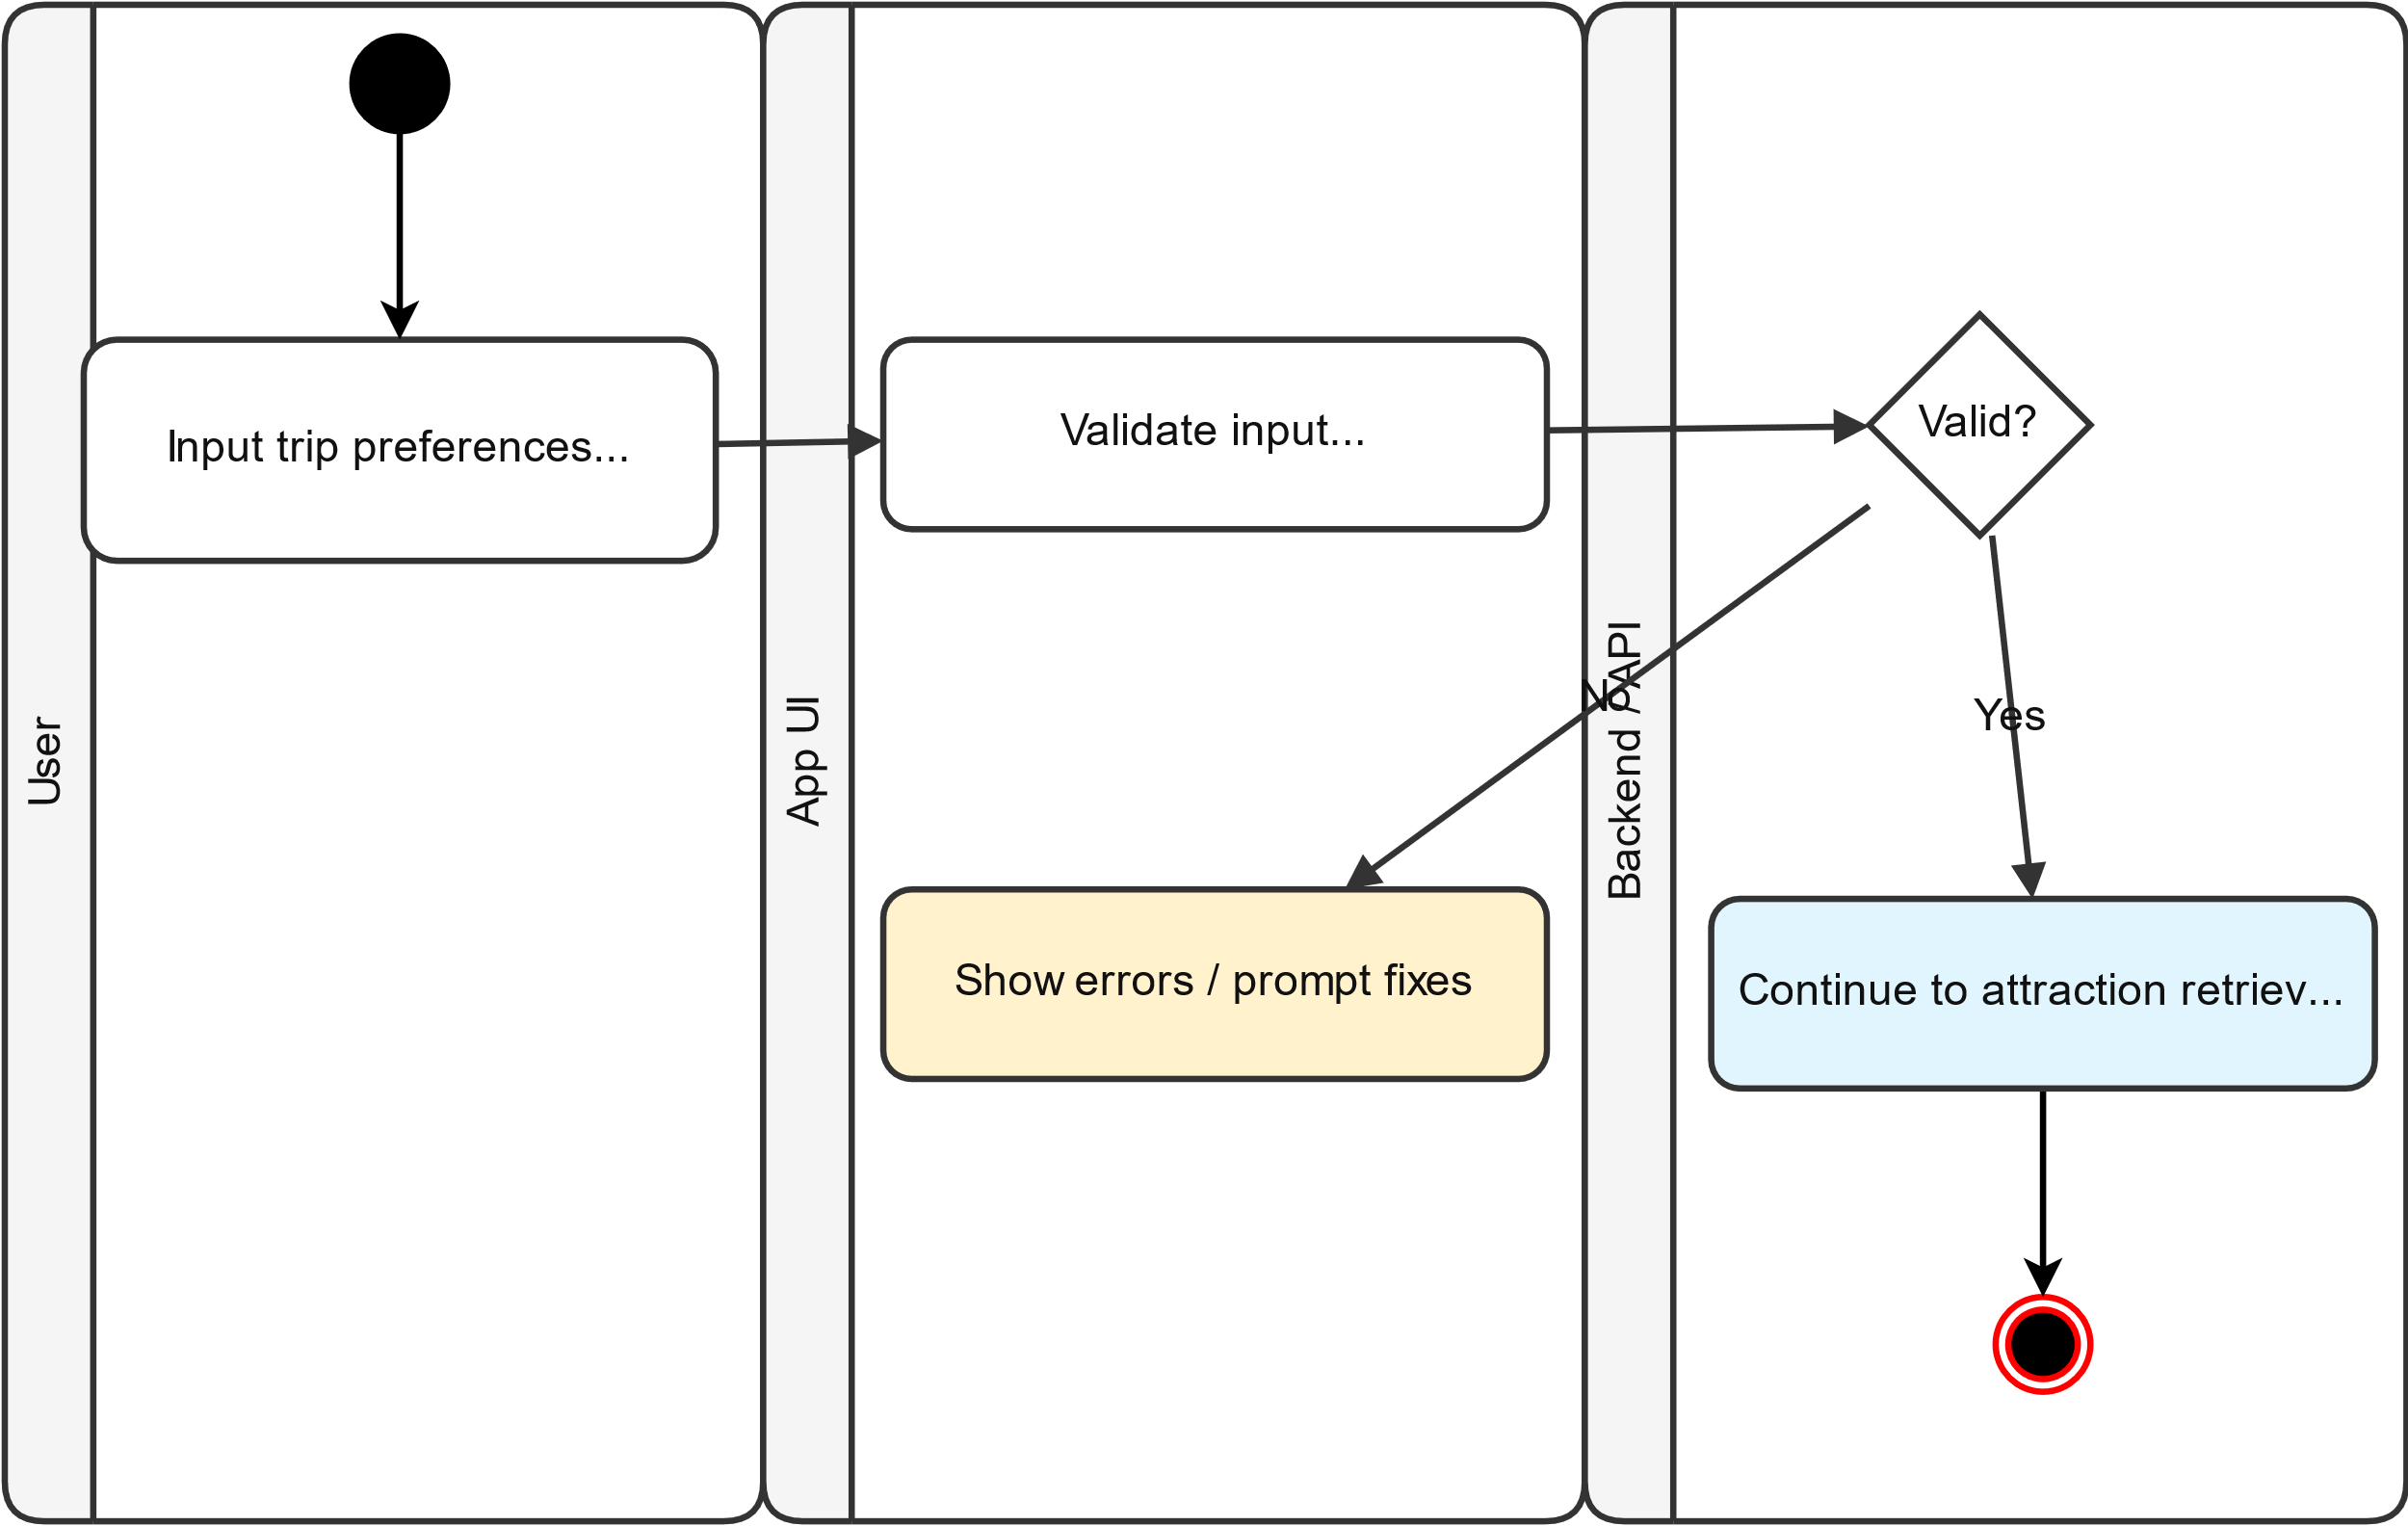 User
Input trip preferences...
App UI
Validate input...
Show errors / prompt fixes
Backend / API
Valid?
No
Yes
Continue to attraction retriev...